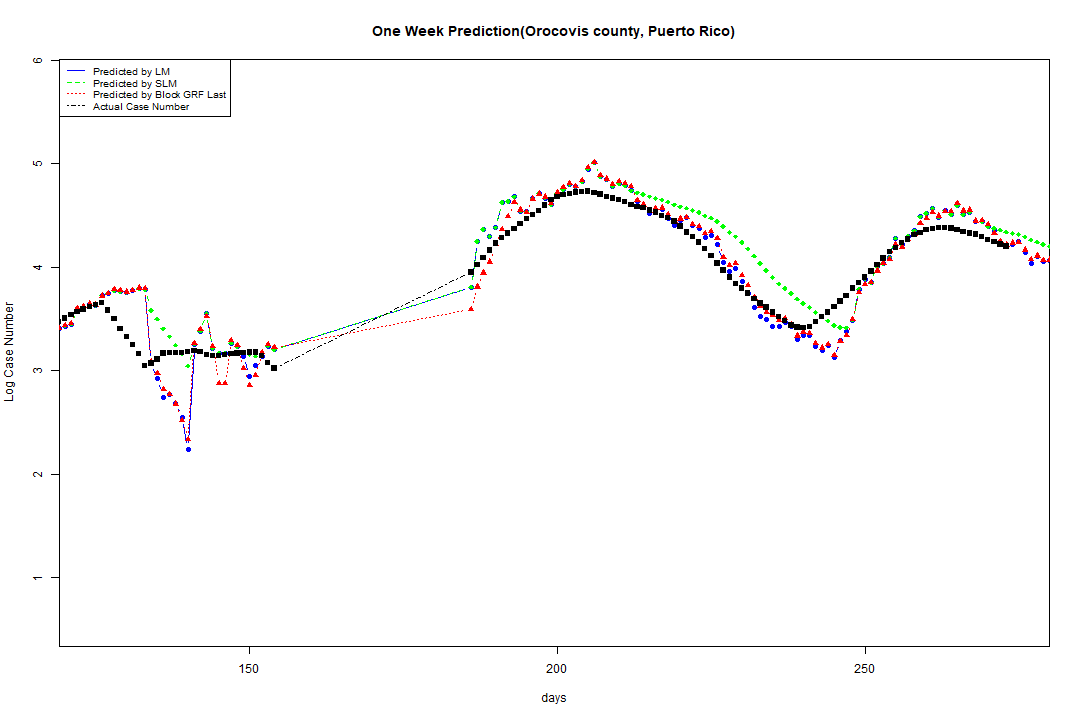 One Week Prediction(Orocovis county, Puerto Rico)
Predicted by LM
Predicted by SLM
Predicted by Block GRF Last
Actual Case Number
6
5
4
3
2
1
Log Case Number
150 200 250
days